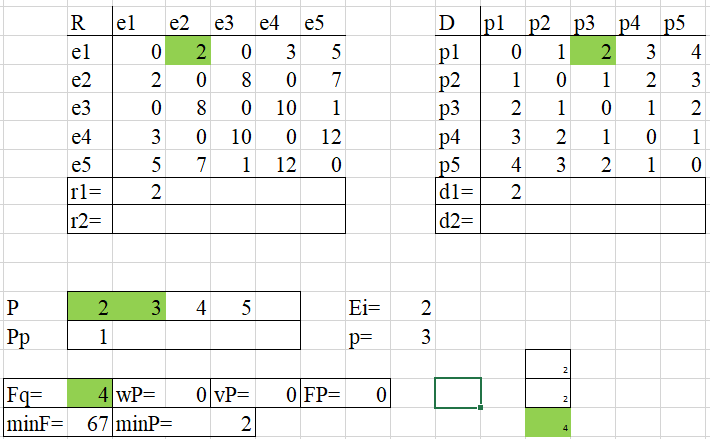 R e1 e2 e3 e4 e5 D p1 p2 p3 p4 p5
e1 0 2 0 3 5 p1 0 1 2 3 4
e2 2 0 8 0 7 p2 1 0 1 2 3
e3 0 8 0 10 1 p3 2 1 0 1 2
e4 3 0 10 0 12 p4 3 2 1 0 1
e5 5 7 1 12 0 p5 4 3 2 1 0
r1= 2 d1= 2
r2= d2=
P 2 3 4 5 Ei= 2
Pp 1 p= 3
2
Fq= 4 wP= 0 vP= 0 FP= 0 2
minF= 67 minP= 2 4